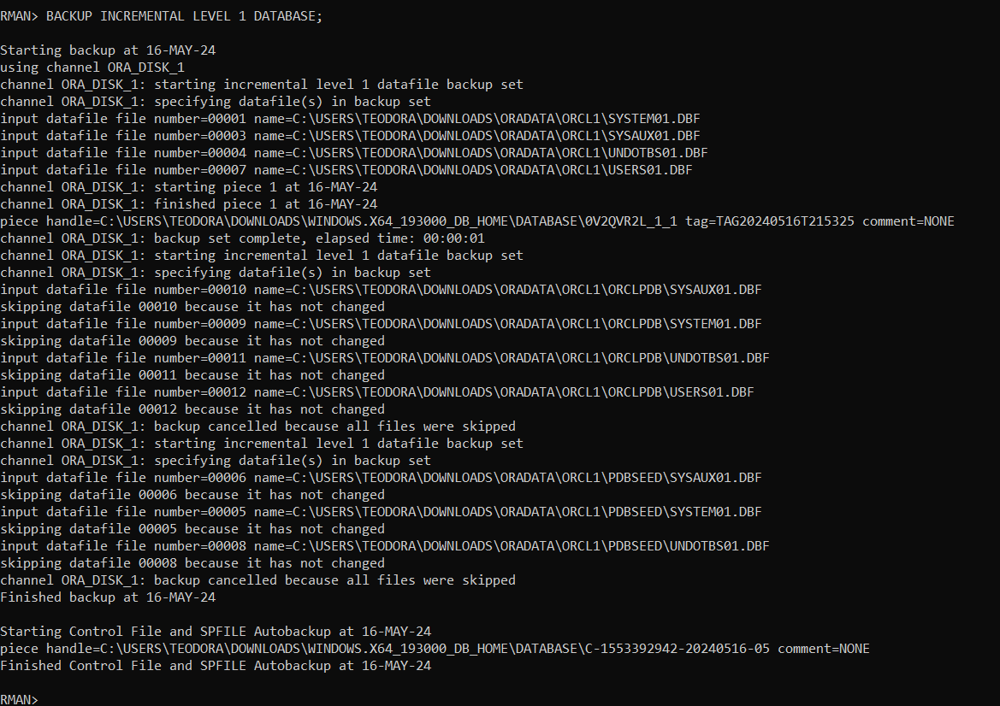 RMAN> BACKUP INCREMENTAL LEVEL 1 DATABASE;
Starting backup at 16-MAY-24
using channel ORA_DISK_1
channel ORA_DISK_1: starting incremental level 1 datafile backup set
channel ORA_DISK_1: specifying datafile(s) in backup set
input datafile file number=00001 name=C:\USERS\TEODORA\DOWNLOADS\ORADATA\ORCL1\SYSTEM01.DBF
input datafile file number=00003 name=C:\USERS\TEODORA\DOWNLOADS\ORADATA\ORCL1\SYSAUX01.DBF
input datafile file number=00004 name=C:\USERS\TEODORA\DOWNLOADS\ORADATA\ORCL1\UNDOTBS01.DBF
input datafile file number=00007 name=C:\USERS\TEODORA\DOWNLOADS\ORADATA\ORCL1\USERS01.DBF
channel ORA_DISK_1: starting piece 1 at 16-MAY-24
channel ORA_DISK_1: finished piece 1 at 16-MAY-24
piece handle=C:\USERS\TEODORA\DOWNLOADS\WINDOWS.X64_193000_DB_HOME\DATABASE\0V2QVR2L_1_1 tag=TAG20240516T215325 comment=NONE
channel ORA_DISK_1: backup set complete, elapsed time: 00:00:01
channel ORA_DISK_1: starting incremental level 1 datafile backup set
channel ORA_DISK_1: specifying datafile(s) in backup set
input datafile file number=00010 name=C:\USERS\TEODORA\DOWNLOADS\ORADATA\ORCL1\ORCLPDB\SYSAUX01.DBF
skipping datafile 00010 because it has not changed
input datafile file number=00009 name=C:\USERS\TEODORA\DOWNLOADS\ORADATA\ORCL1\ORCLPDB\SYSTEM01.DBF
skipping datafile 00009 because it has not changed
input datafile file number=00011 name=C:\USERS\TEODORA\DOWNLOADS\ORADATA\ORCL1\ORCLPDB\UNDOTBS01.DBF
skipping datafile 00011 because it has not changed
input datafile file number=00012 name=C:\USERS\TEODORA\DOWNLOADS\ORADATA\ORCL1\ORCLPDB\USERS01.DBF
skipping datafile 00012 because it has not changed
channel ORA_DISK_1: backup cancelled because all files were skipped
channel ORA_DISK_1: starting incremental level 1 datafile backup set
channel ORA_DISK_1: specifying datafile(s) in backup set
input datafile file number=00006 name=C:\USERS\TEODORA\DOWNLOADS\ORADATA\ORCL1\PDBSEED\SYSAUX01.DBF
skipping datafile 00006 because it has not changed
input datafile file number=00005 name=C:\USERS\TEODORA\DOWNLOADS\ORADATA\ORCL1\PDBSEED\SYSTEM01.DBF
skipping datafile 00005 because it has not changed
input datafile file number=00008 name=C:\USERS\TEODORA\DOWNLOADS\ORADATA\ORCL1\PDBSEED\UNDOTBS01.DBF
skipping datafile 00008 because it has not changed
channel ORA_DISK_1: backup cancelled because all files were skipped
Finished backup at 16-MAY-24
Starting Control File and SPFILE Autobackup at 16-MAY-24
piece handle=C:\USERS\TEODORA\DOWNLOADS\WINDOWS.X64_193000_DB_HOME\DATABASE\C-1553392942-20240516-05 comment=NONE
Finished Control File and SPFILE Autobackup at 16-MAY-24
RMAN>